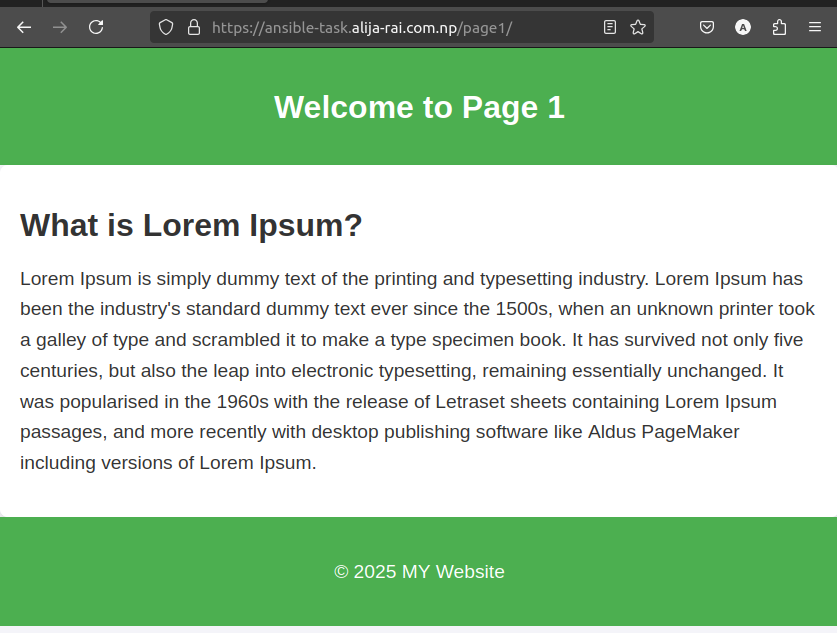 https://ansible-task.alija-rai.com.np/page1/
A
Welcome to Page 1
What is Lorem Ipsum?
Lorem Ipsum is simply dummy text of the printing and typesetting industry. Lorem Ipsum has
been the industry's standard dummy text ever since the 1500s, when an unknown printer took
a galley of type and scrambled it to make a type specimen book. It has survived not only five
centuries, but also the leap into electronic typesetting, remaining essentially unchanged. It
was popularised in the 1960s with the release of Letraset sheets containing Lorem Ipsum
passages, and more recently with desktop publishing software like Aldus PageMaker
including versions of Lorem Ipsum.
© 2025 MY Website